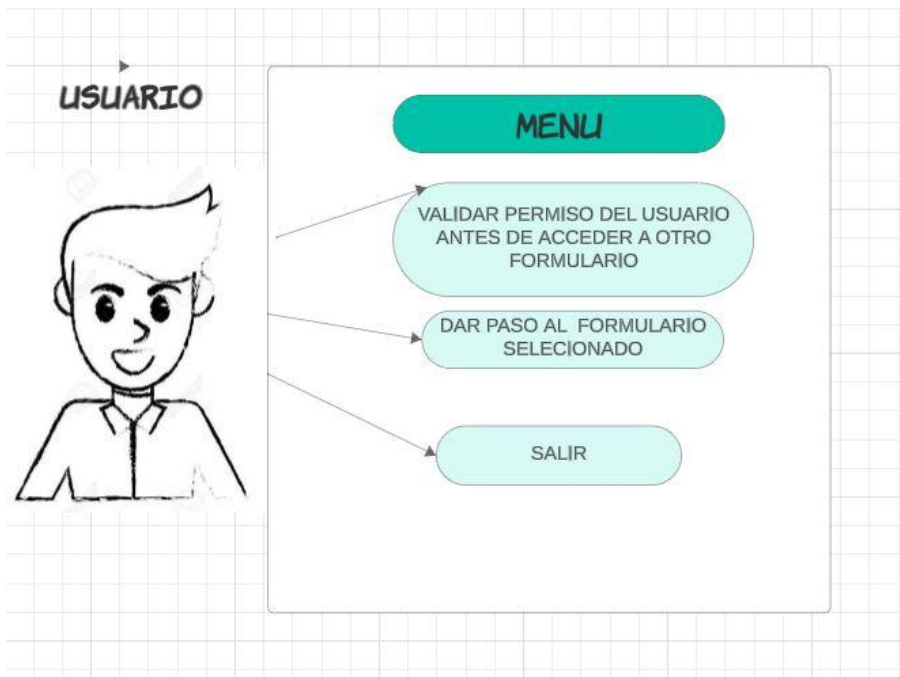 USUARIO
MENU
VALIDAR PERMISO DEL USUARIO
ANTES DE ACCEDER A OTRO
FORMULARIO
DAR PASO AL FORMULARIO
SELECIONADO
SALIR